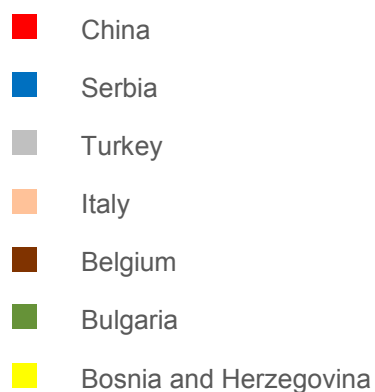 China
Serbia
Turkey
Italy
Belgium
Bulgaria
Bosnia and Herzegovina